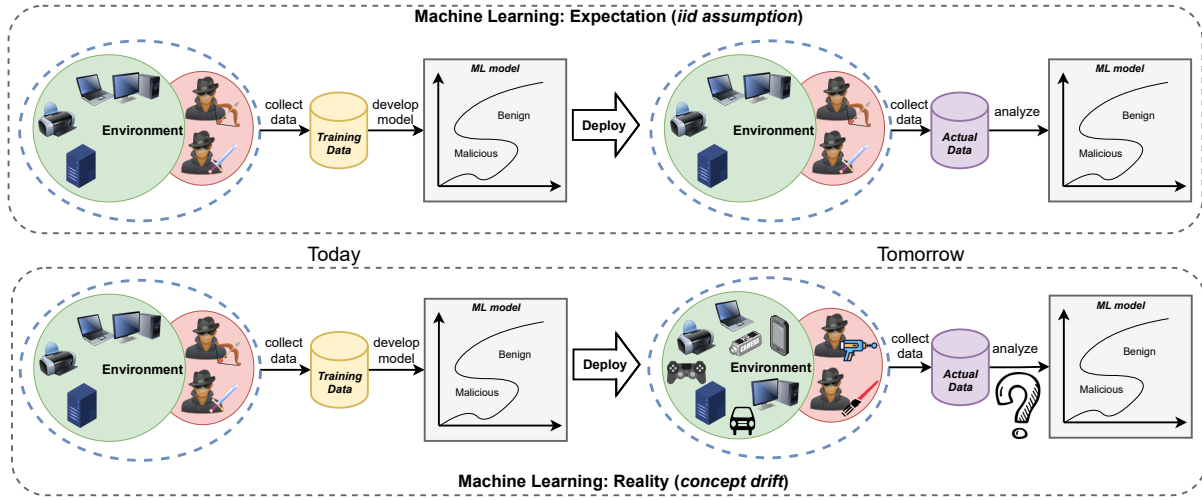 Machine Learning: Expectation (iid assumption)
Environment
collect
data
Training
Data
develop
model
ML model
Benign
Malicious
Deploy
Environment
collect
data
Actual
Data
analyze
ML model
Benign
Malicious
Today
Tomorrow
Environment
collect
data
Training
Data
develop
model
ML model
Benign
Malicious
Deploy
CAMERA
Environment
collect
data
Actual
Data
analyze
?
ML model
Benign
Malicious
Machine Learning: Reality (concept drift)